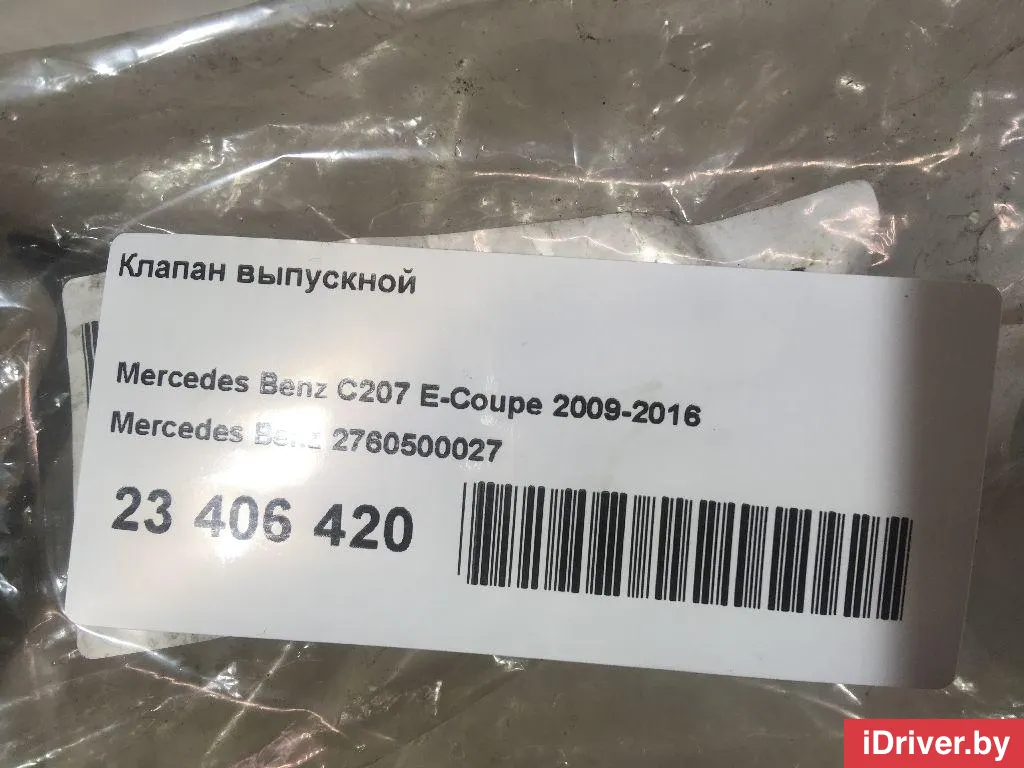 Клапан выпускной
Mercedes Benz C207 E-Coupe 2009-2016
Mercedes Benz 2760500027
23 406 420
iDriver.by